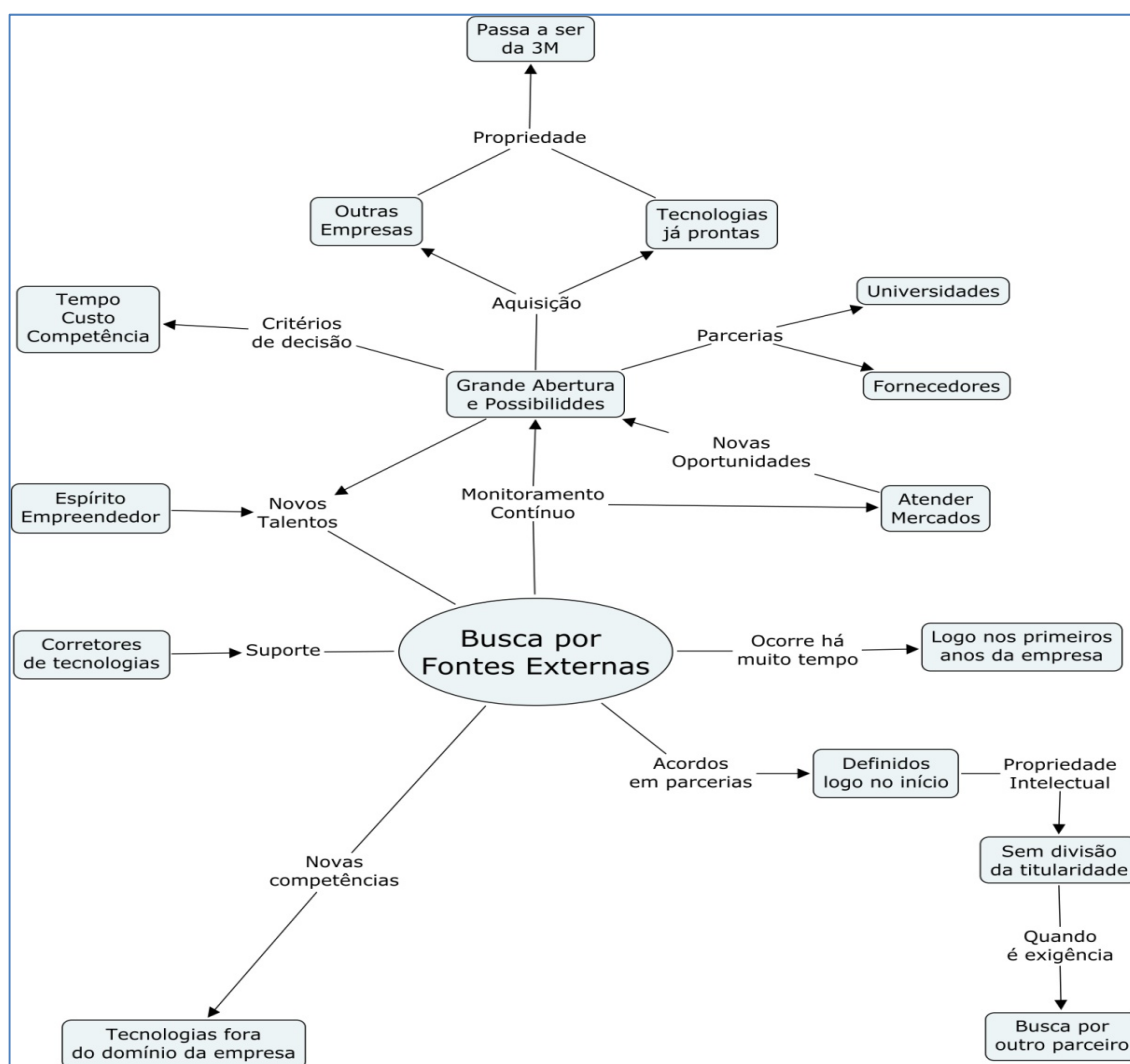 Passa a ser
da 3M
Propriedade
Outras
Empresas
Tecnologias
já prontas
Aquisição
Universidades
Tempo
Custo
Competência
Critérios
de decisão
Parcerias
Grande Abertura
e Possibiliddes
Fornecedores
Novas
Oportunidades
Espírito
Empreendedor
Novos
Talentos
Monitoramento
Contínuo
Atender
Mercados
Corretores
de tecnologias
Suporte
Busca por
Fontes Externas
Ocorre há
muito tempo
Logo nos primeiros
anos da empresa
Acordos
em parcerias
Definidos
logo no início
Propriedade
Intelectual
Novas
competências
Sem divisão
da titularidade
Quando
é exigência
Tecnologias fora
do domínio da empresa
Busca por
outro parceiro